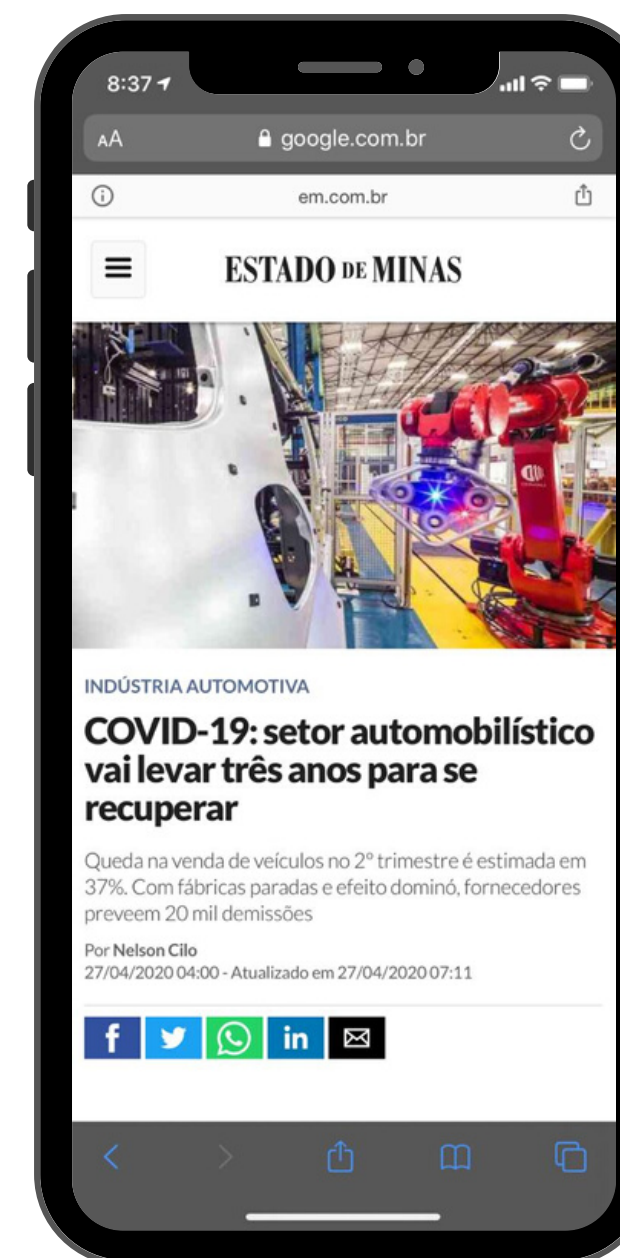 8:37
AA
google.com.br
em.com.br
ESTADO DE MINAS
INDÚSTRIA AUTOMOTIVA
COVID-19: setor automobilístico
vai levar três anos para se
recuperar
Queda na venda de veículos no 2º trimestre é estimada em
37%. Com fábricas paradas e efeito dominó, fornecedores
preveem 20 mil demissões
Por Nelson Cilo
27/04/2020 04:00 - Atualizado em 27/04/2020 07:11
f
in